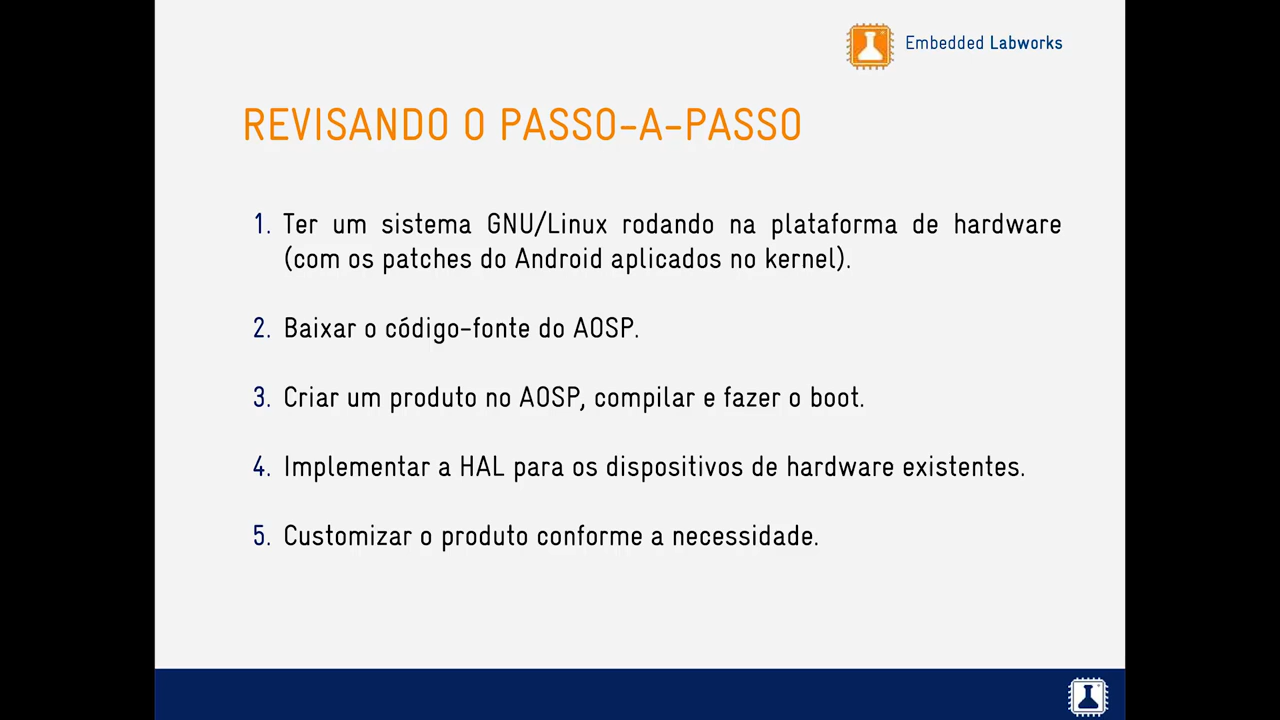 Embedded Labworks
REVISANDO O PASSO-A-PASSO
1. Ter um sistema GNU/Linux rodando na plataforma de hardware
(com os patches do Android aplicados no kernel).
2. Baixar o código-fonte do AOSP.
3. Criar um produto no AOSP, compilar e fazer o boot.
4. Implementar a HAL para os dispositivos de hardware existentes.
5. Customizar o produto conforme a necessidade.